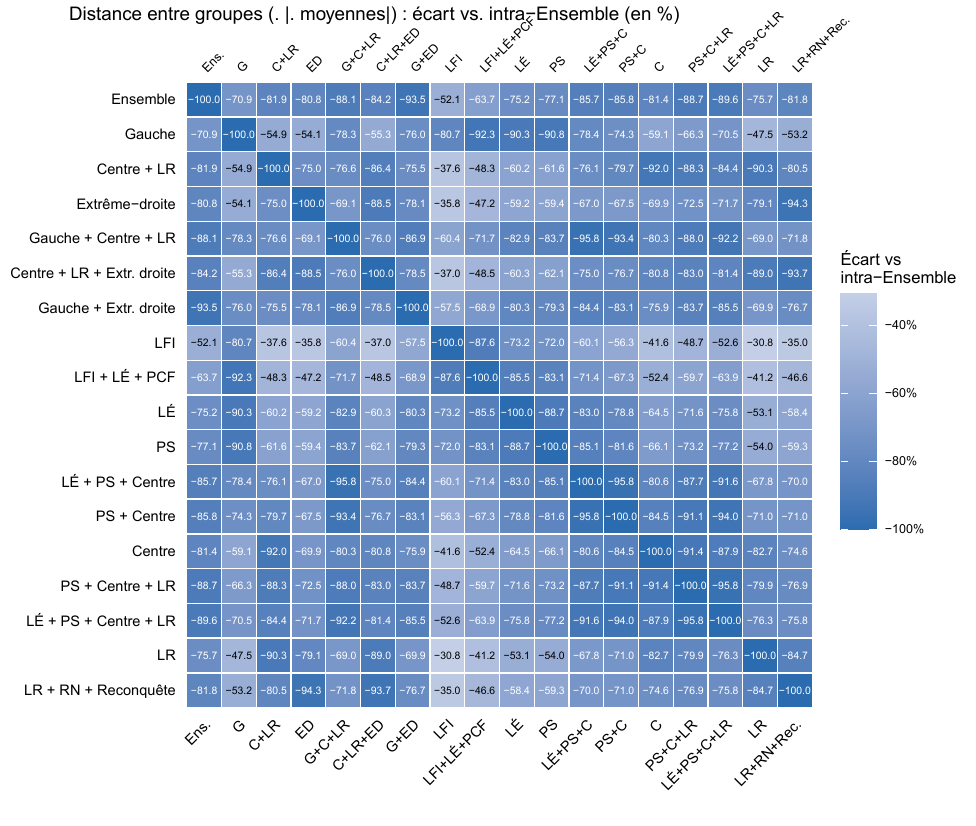 Distance entre groupes (. |. moyennes|) : écart vs. intra−Ensemble (en %)
Ens. G C+LR ED G+C+LR C+LR+ED G+ED LFI LFI+LÉ+PCF LÉ PS LÉ+PS+C PS+C C PS+C+LR LÉ+PS+C+LR LR LR+RN+Rec.
Ensemble −100.0 −70.9 −81.9 −80.8 −88.1 −84.2 −93.5 −52.1 −63.7 −75.2 −77.1 −85.7 −85.8 −81.4 −88.7 −89.6 −75.7 −81.8
Gauche −70.9 −100.0 −54.9 −54.1 −78.3 −55.3 −76.0 −80.7 −92.3 −90.3 −90.8 −78.4 −74.3 −59.1 −66.3 −70.5 −47.5 −53.2
Centre + LR −81.9 −54.9 −100.0 −75.0 −76.6 −86.4 −75.5 −37.6 −48.3 −60.2 −61.6 −76.1 −79.7 −92.0 −88.3 −84.4 −90.3 −80.5
Extrême−droite −80.8 −54.1 −75.0 −100.0 −69.1 −88.5 −78.1 −35.8 −47.2 −59.2 −59.4 −67.0 −67.5 −69.9 −72.5 −71.7 −79.1 −94.3
Gauche + Centre + LR −88.1 −78.3 −76.6 −69.1 −100.0 −76.0 −86.9 −60.4 −71.7 −82.9 −83.7 −95.8 −93.4 −80.3 −88.0 −92.2 −69.0 −71.8
Centre + LR + Extr. droite −84.2 −55.3 −86.4 −88.5 −76.0 −100.0 −78.5 −37.0 −48.5 −60.3 −62.1 −75.0 −76.7 −80.8 −83.0 −81.4 −89.0 −93.7
Gauche + Extr. droite −93.5 −76.0 −75.5 −78.1 −86.9 −78.5 −100.0 −57.5 −68.9 −80.3 −79.3 −84.4 −83.1 −75.9 −83.7 −85.5 −69.9 −76.7
LFI −52.1 −80.7 −37.6 −35.8 −60.4 −37.0 −57.5 −100.0 −87.6 −73.2 −72.0 −60.1 −56.3 −41.6 −48.7 −52.6 −30.8 −35.0
LFI + LÉ + PCF −63.7 −92.3 −48.3 −47.2 −71.7 −48.5 −68.9 −87.6 −100.0 −85.5 −83.1 −71.4 −67.3 −52.4 −59.7 −63.9 −41.2 −46.6
LÉ −75.2 −90.3 −60.2 −59.2 −82.9 −60.3 −80.3 −73.2 −85.5 −100.0 −88.7 −83.0 −78.8 −64.5 −71.6 −75.8 −53.1 −58.4
PS −77.1 −90.8 −61.6 −59.4 −83.7 −62.1 −79.3 −72.0 −83.1 −88.7 −100.0 −85.1 −81.6 −66.1 −73.2 −77.2 −54.0 −59.3
LÉ + PS + Centre −85.7 −78.4 −76.1 −67.0 −95.8 −75.0 −84.4 −60.1 −71.4 −83.0 −85.1 −100.0 −95.8 −80.6 −87.7 −91.6 −67.8 −70.0
PS + Centre −85.8 −74.3 −79.7 −67.5 −93.4 −76.7 −83.1 −56.3 −67.3 −78.8 −81.6 −95.8 −100.0 −84.5 −91.1 −94.0 −71.0 −71.0
Centre −81.4 −59.1 −92.0 −69.9 −80.3 −80.8 −75.9 −41.6 −52.4 −64.5 −66.1 −80.6 −84.5 −100.0 −91.4 −87.9 −82.7 −74.6
PS + Centre + LR −88.7 −66.3 −88.3 −72.5 −88.0 −83.0 −83.7 −48.7 −59.7 −71.6 −73.2 −87.7 −91.1 −91.4 −100.0 −95.8 −79.9 −76.9
LÉ + PS + Centre + LR −89.6 −70.5 −84.4 −71.7 −92.2 −81.4 −85.5 −52.6 −63.9 −75.8 −77.2 −91.6 −94.0 −87.9 −95.8 −100.0 −76.3 −75.8
LR −75.7 −47.5 −90.3 −79.1 −69.0 −89.0 −69.9 −30.8 −41.2 −53.1 −54.0 −67.8 −71.0 −82.7 −79.9 −76.3 −100.0 −84.7
LR + RN + Reconquête −81.8 −53.2 −80.5 −94.3 −71.8 −93.7 −76.7 −35.0 −46.6 −58.4 −59.3 −70.0 −71.0 −74.6 −76.9 −75.8 −84.7 −100.0
Ens. G C+LR ED G+C+LR C+LR+ED G+ED LFI LFI+LÉ+PCF LÉ PS LÉ+PS+C PS+C C PS+C+LR LÉ+PS+C+LR LR LR+RN+Rec.
Écart vs
intra−Ensemble
−40%
−60%
−80%
−100%